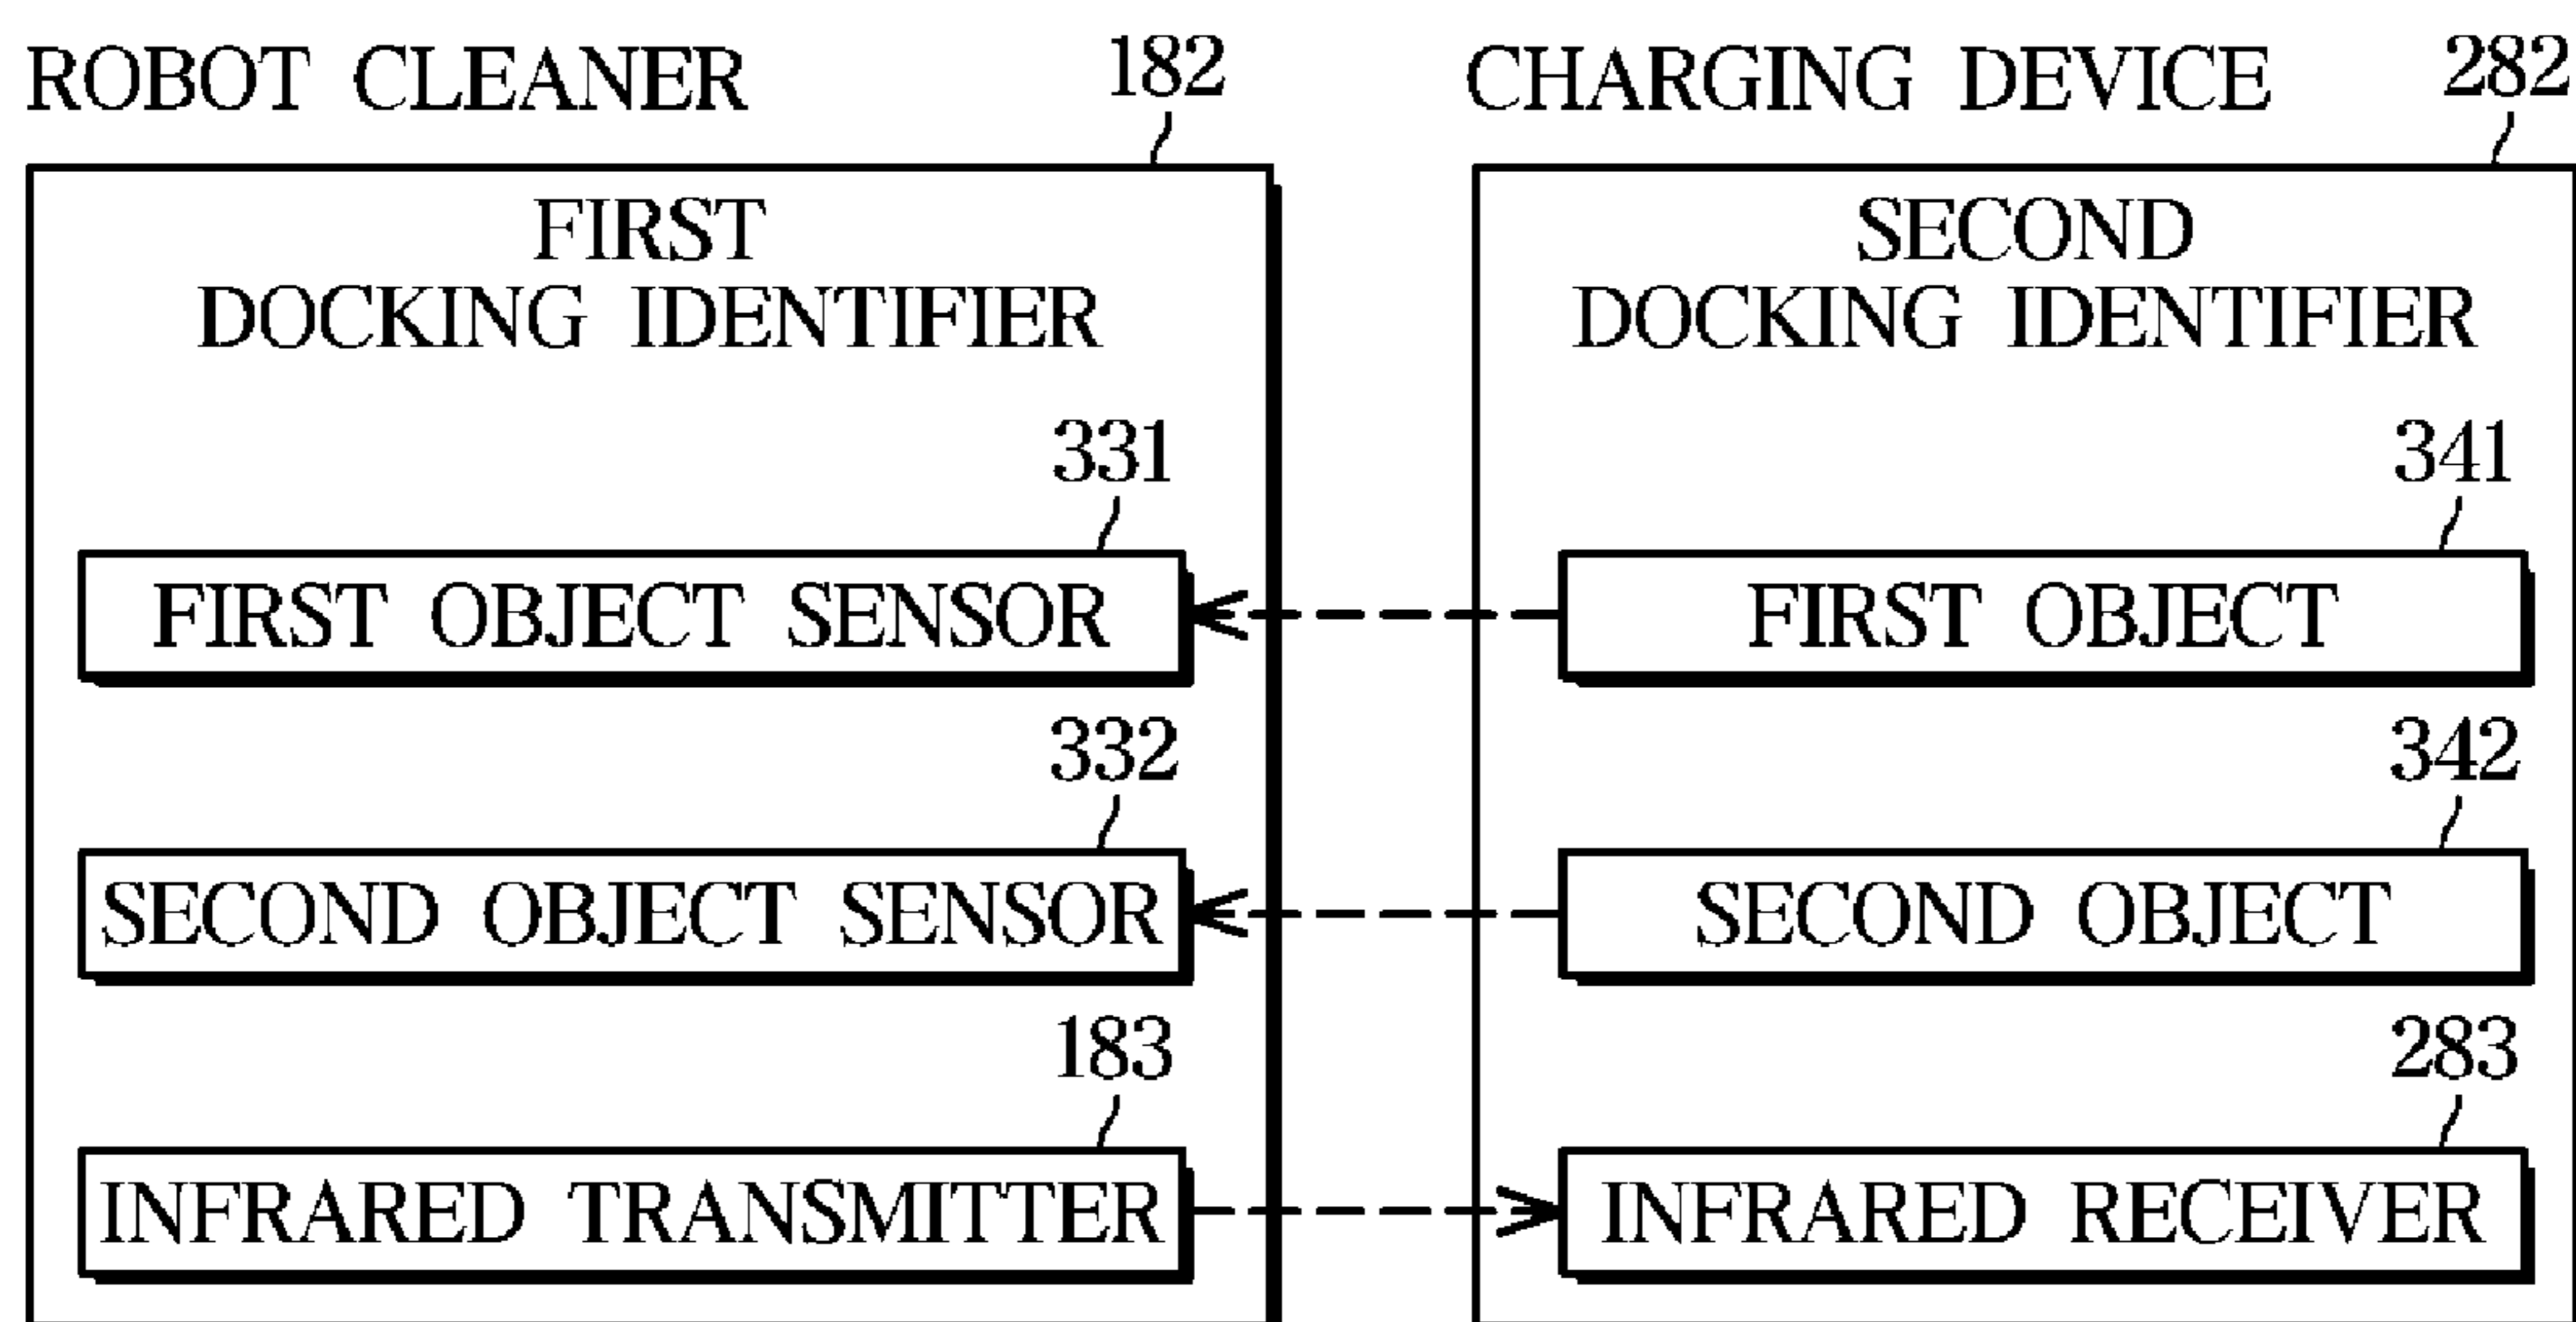 ROBOT CLEANER
182
FIRST
DOCKING IDENTIFIER
331
FIRST OBJECT SENSOR
332
SECOND OBJECT SENSOR
183
INFRARED TRANSMITTER
CHARGING DEVICE
282
SECOND
DOCKING IDENTIFIER
341
FIRST OBJECT
342
SECOND OBJECT
283
INFRARED RECEIVER